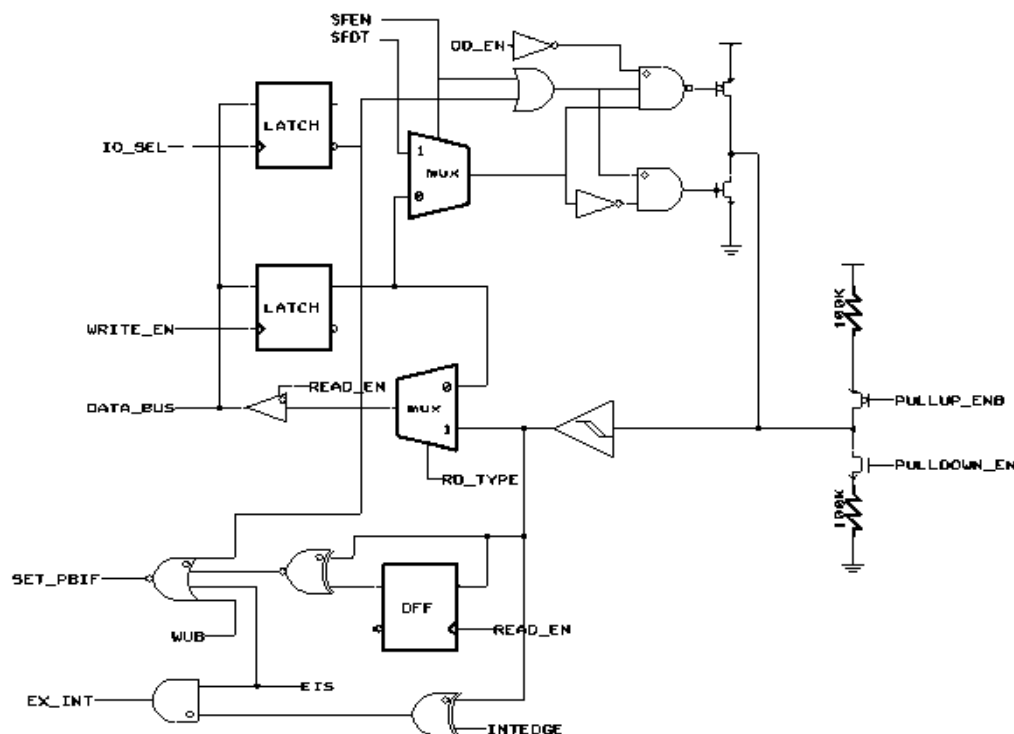 SFEN
SFDT
OD_EN
LATCH
IO_SEL
1
MUX
0
LATCH
WRITE_EN
100K
READ_EN
0
DATA_BUS
MUX
PULLUP_ENB
1
PULLDOWN_EN
RD_TYPE
100K
SET_PBIF
DFF
READ_EN
WUB
EIS
EX_INT
INTEDGE